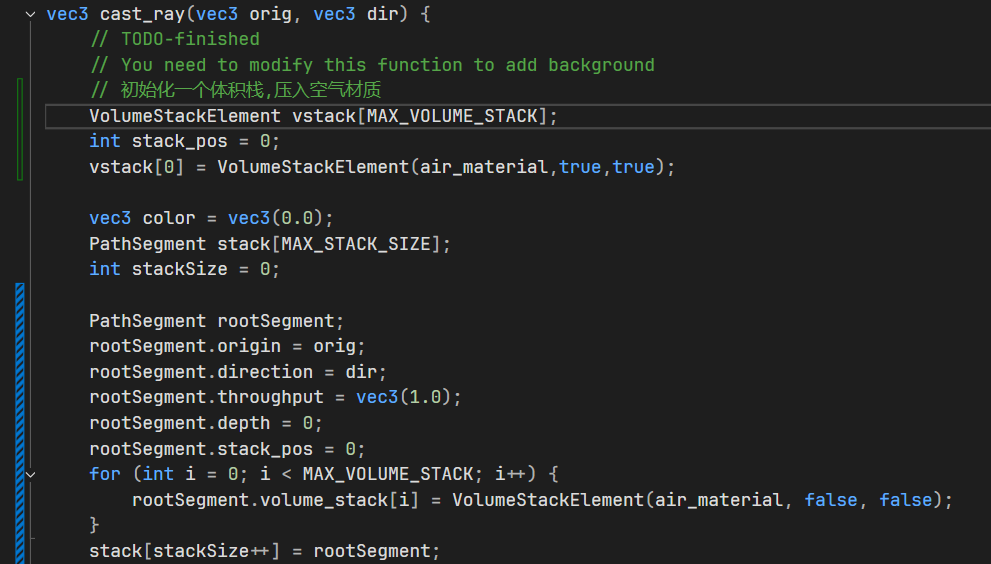 vec3 cast_ray(vec3 orig, vec3 dir) {
    // TODO-finished
    // You need to modify this function to add background
    // 初始化一个体积栈,压入空气材质
    VolumeStackElement vstack[MAX_VOLUME_STACK];
    int stack_pos = 0;
    vstack[0] = VolumeStackElement(air_material,true,true);

    vec3 color = vec3(0.0);
    PathSegment stack[MAX_STACK_SIZE];
    int stackSize = 0;

    PathSegment rootSegment;
    rootSegment.origin = orig;
    rootSegment.direction = dir;
    rootSegment.throughput = vec3(1.0);
    rootSegment.depth = 0;
    rootSegment.stack_pos = 0;
    for (int i = 0; i < MAX_VOLUME_STACK; i++) {
        rootSegment.volume_stack[i] = VolumeStackElement(air_material, false, false);
    }
    stack[stackSize++] = rootSegment;